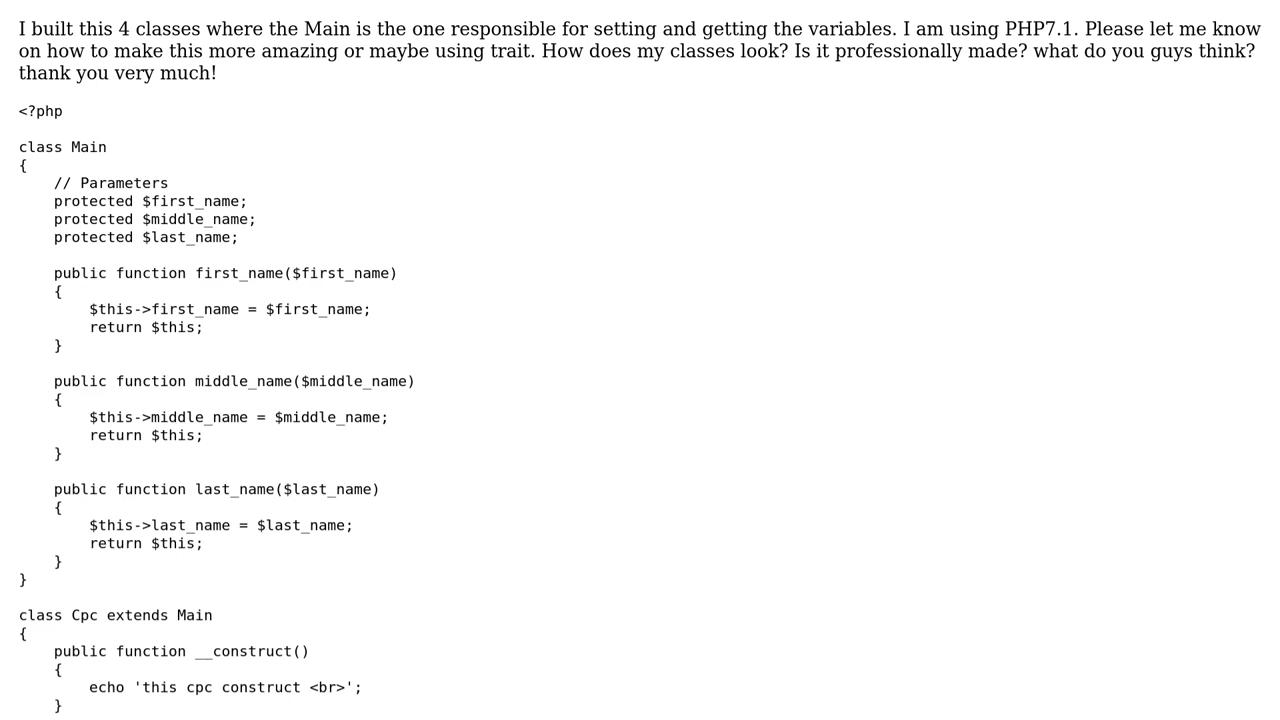 I built this 4 classes where the Main is the one responsible for setting and getting the variables. I am using PHP7.1. Please let me know
on how to make this more amazing or maybe using trait. How does my classes look? Is it professionally made? what do you guys think?
thank you very much!
<?php
class Main
{
    // Parameters
    protected $first_name;
    protected $middle_name;
    protected $last_name;
    public function first_name($first_name)
    {
        $this->first_name = $first_name;
        return $this;
    }
    public function middle_name($middle_name)
    {
        $this->middle_name = $middle_name;
        return $this;
    }
    public function last_name($last_name)
    {
        $this->last_name = $last_name;
        return $this;
    }
}
class Cpc extends Main
{
    public function __construct()
    {
        echo 'this cpc construct <br>';
    }